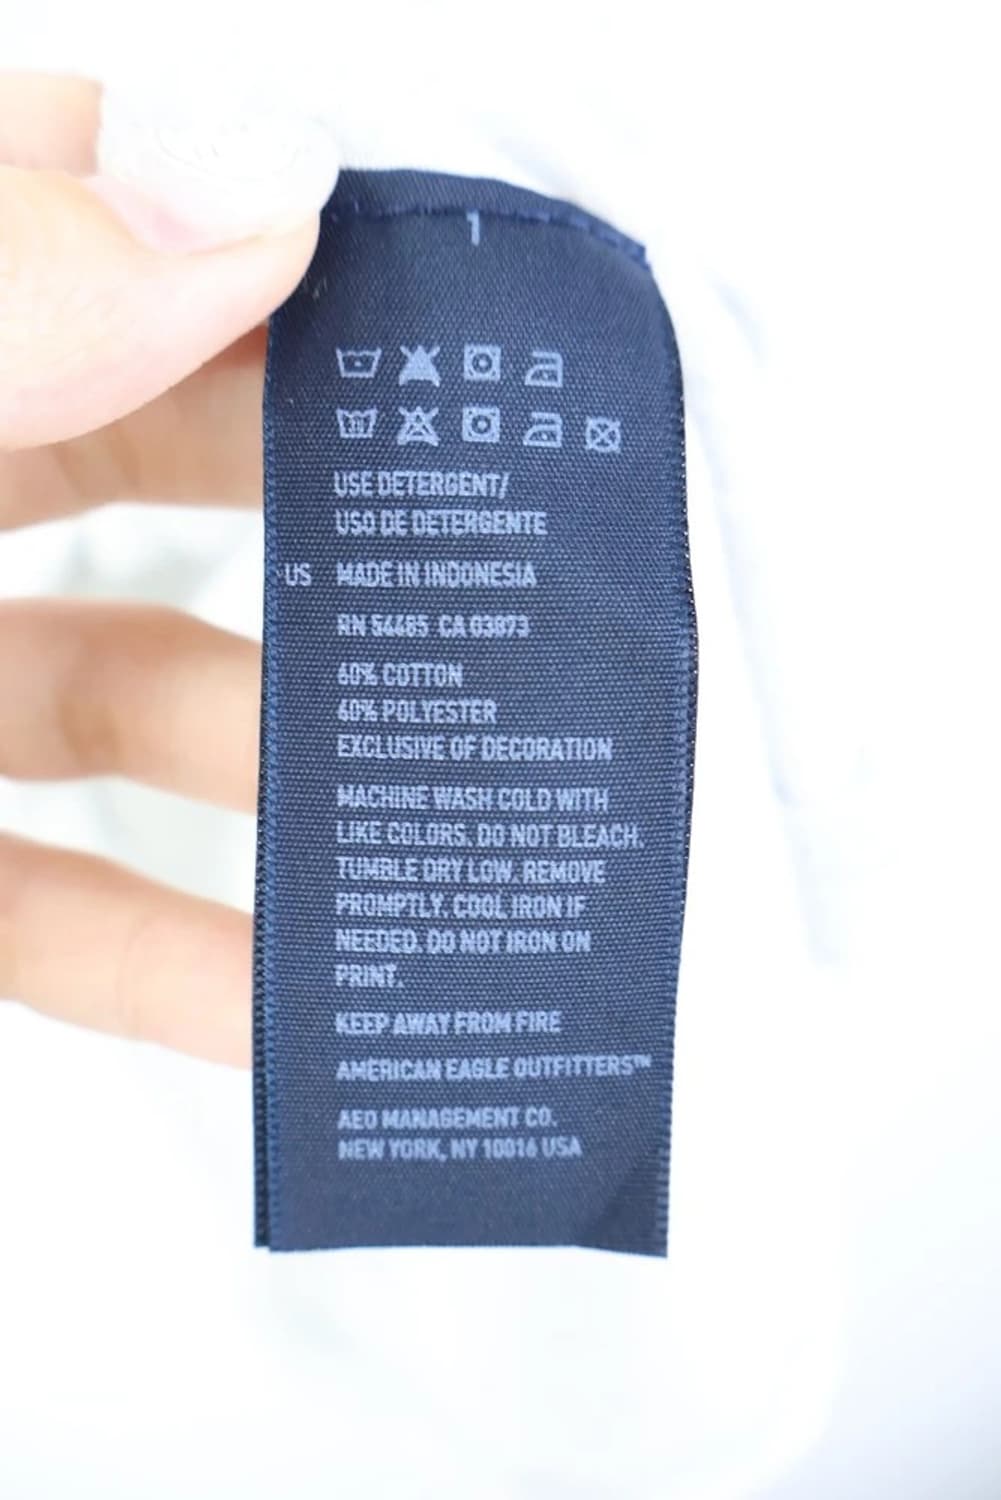 1
USE DETERGENT/
USO DE DETERGENTE
US MADE IN INDONESIA
RN 54485 CA 03073
60% COTTON
60% POLYESTER
EXCLUSIVE OF DECORATION
MACHINE WASH COLD WITH
LIKE COLORS. DO NOT BLEACH.
TUMBLE DRY LOW. REMOVE
PROMPTLY. COOL IRON IF
NEEDED. DO NOT IRON ON
PRINT.
KEEP AWAY FROM FIRE
AMERICAN EAGLE OUTFITTERS™
AEO MANAGEMENT CO.
NEW YORK, NY 10016 USA